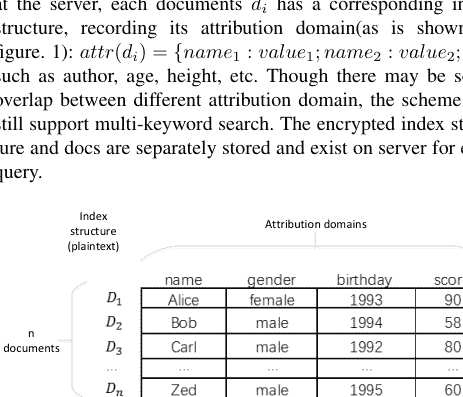 at the server, each documents d_i has a corresponding in
structure, recording its attribution domain(as is shown
figure. 1): attr(d_i) = {name_1 : value_1; name_2 : value_2;
such as author, age, height, etc. Though there may be so
overlap between different attribution domain, the scheme
still support multi-keyword search. The encrypted index st
ure and docs are separately stored and exist on server for
query.
Index
structure
(plaintext)
Attribution domains
name gender birthday scor
D_1 Alice female 1993 90
D_2 Bob male 1994 58
n
documents
D_3 Carl male 1992 80
... ... ... ... ...
D_n Zed male 1995 60